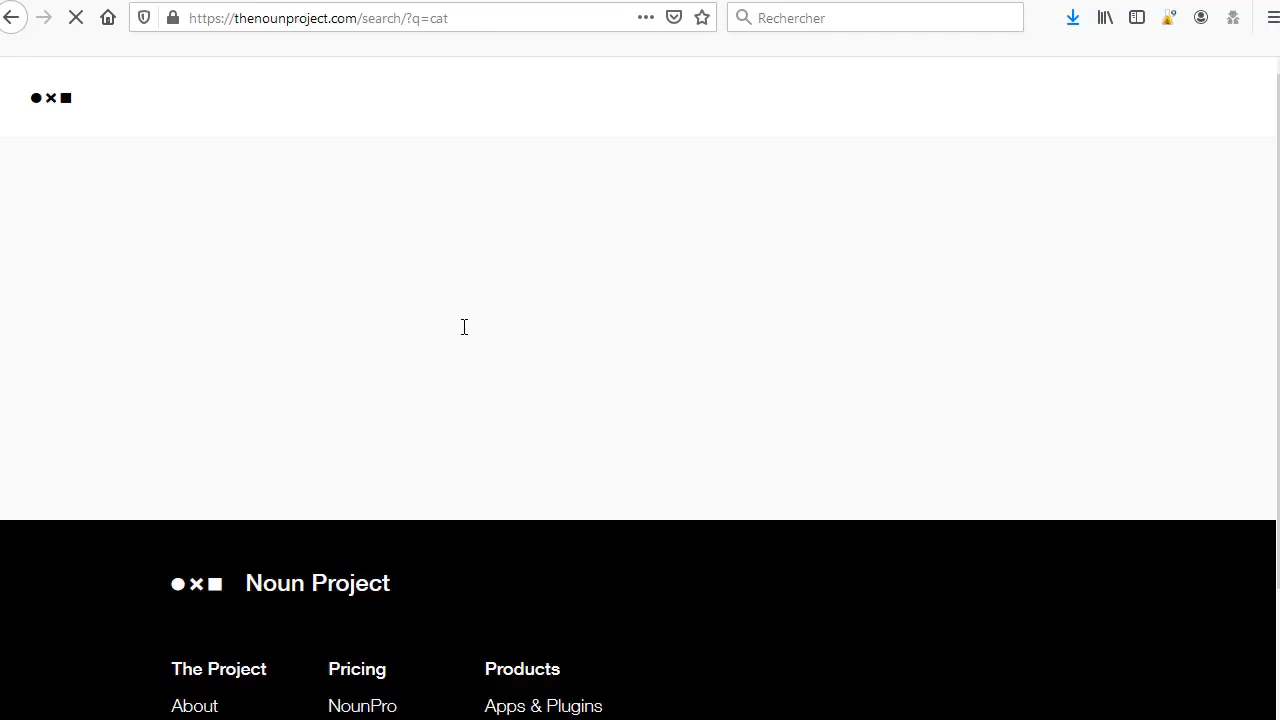 https://thenounproject.com/search/?q=cat
Rechercher
Noun Project
The Project Pricing Products
About NounPro Apps & Plugins